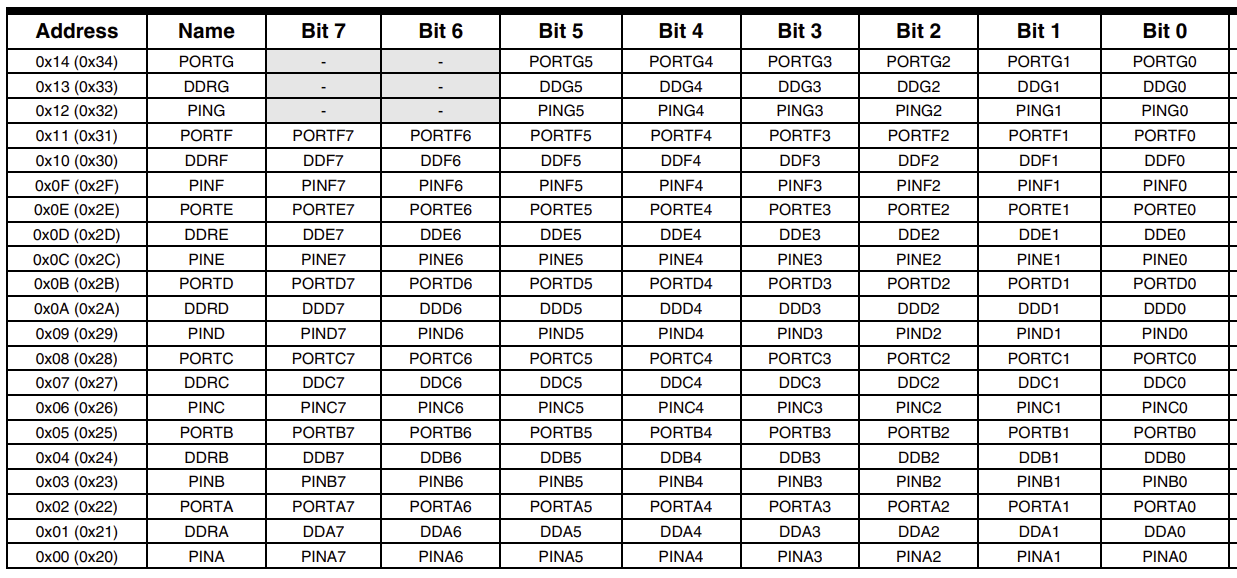 Address Name Bit 7 Bit 6 Bit 5 Bit 4 Bit 3 Bit 2 Bit 1 Bit 0
0x14 (0x34) PORTG - - PORTG5 PORTG4 PORTG3 PORTG2 PORTG1 PORTG0
0x13 (0x33) DDRG - - DDG5 DDG4 DDG3 DDG2 DDG1 DDG0
0x12 (0x32) PING - - PING5 PING4 PING3 PING2 PING1 PING0
0x11 (0x31) PORTF PORTF7 PORTF6 PORTF5 PORTF4 PORTF3 PORTF2 PORTF1 PORTF0
0x10 (0x30) DDRF DDF7 DDF6 DDF5 DDF4 DDF3 DDF2 DDF1 DDF0
0x0F (0x2F) PINF PINF7 PINF6 PINF5 PINF4 PINF3 PINF2 PINF1 PINF0
0x0E (0x2E) PORTE PORTE7 PORTE6 PORTE5 PORTE4 PORTE3 PORTE2 PORTE1 PORTE0
0x0D (0x2D) DDRE DDE7 DDE6 DDE5 DDE4 DDE3 DDE2 DDE1 DDE0
0x0C (0x2C) PINE PINE7 PINE6 PINE5 PINE4 PINE3 PINE2 PINE1 PINE0
0x0B (0x2B) PORTD PORTD7 PORTD6 PORTD5 PORTD4 PORTD3 PORTD2 PORTD1 PORTD0
0x0A (0x2A) DDRD DDD7 DDD6 DDD5 DDD4 DDD3 DDD2 DDD1 DDD0
0x09 (0x29) PIND PIND7 PIND6 PIND5 PIND4 PIND3 PIND2 PIND1 PIND0
0x08 (0x28) PORTC PORTC7 PORTC6 PORTC5 PORTC4 PORTC3 PORTC2 PORTC1 PORTC0
0x07 (0x27) DDRC DDC7 DDC6 DDC5 DDC4 DDC3 DDC2 DDC1 DDC0
0x06 (0x26) PINC PINC7 PINC6 PINC5 PINC4 PINC3 PINC2 PINC1 PINC0
0x05 (0x25) PORTB PORTB7 PORTB6 PORTB5 PORTB4 PORTB3 PORTB2 PORTB1 PORTB0
0x04 (0x24) DDRB DDB7 DDB6 DDB5 DDB4 DDB3 DDB2 DDB1 DDB0
0x03 (0x23) PINB PINB7 PINB6 PINB5 PINB4 PINB3 PINB2 PINB1 PINB0
0x02 (0x22) PORTA PORTA7 PORTA6 PORTA5 PORTA4 PORTA3 PORTA2 PORTA1 PORTA0
0x01 (0x21) DDRA DDA7 DDA6 DDA5 DDA4 DDA3 DDA2 DDA1 DDA0
0x00 (0x20) PINA PINA7 PINA6 PINA5 PINA4 PINA3 PINA2 PINA1 PINA0